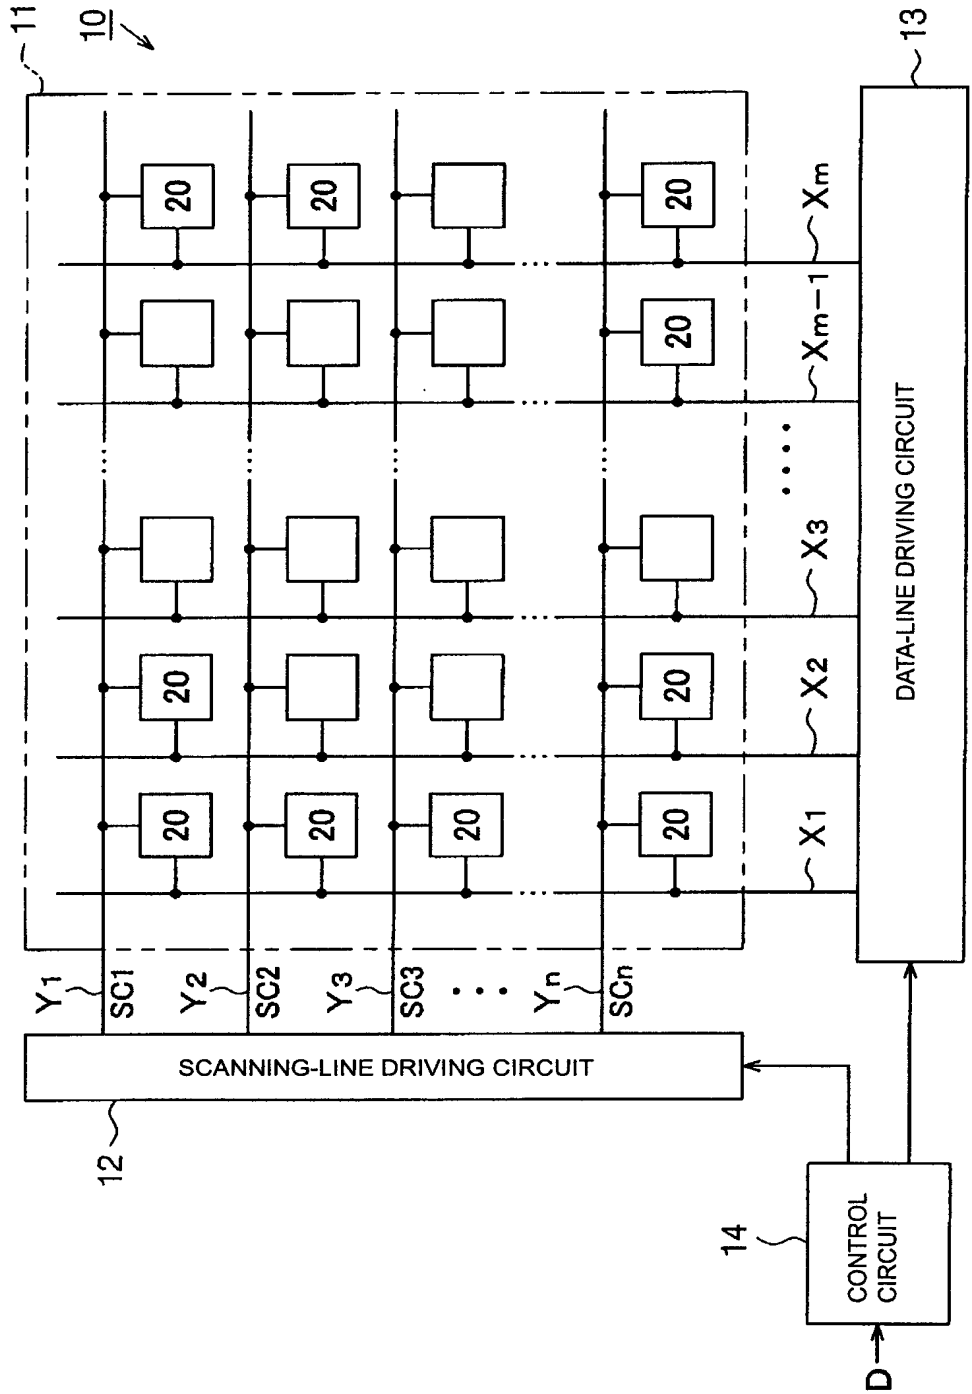 11
10
12
SCANNING-LINE DRIVING CIRCUIT
Y1
SC1
20 20 20
Y2
SC2
20 20
Y3
SC3
20
...
Yn
SCn
20 20 20 20
X1 X2 X3 .... Xm-1 Xm
14
D
CONTROL
CIRCUIT
DATA-LINE DRIVING CIRCUIT
13